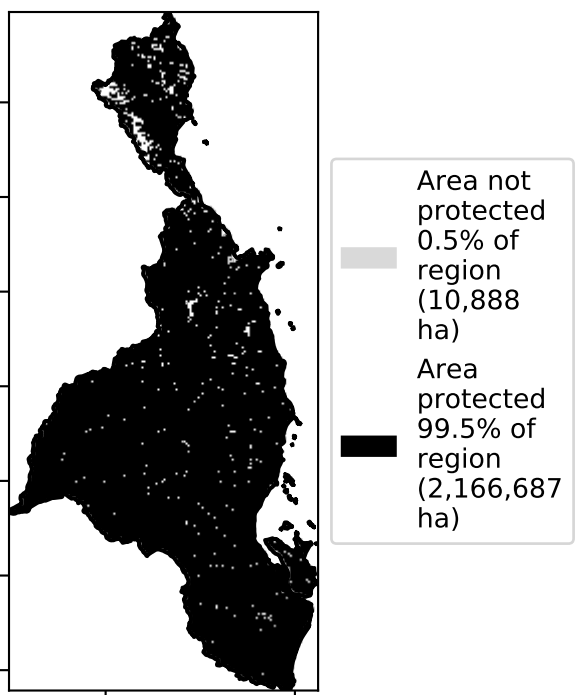 Area not
protected
0.5% of
region
(10,888
ha)
Area
protected
99.5% of
region
(2,166,687
ha)